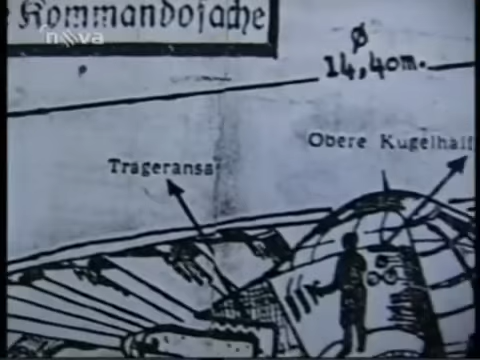 Kommandosache
nova
Ø
14,40m.
Obere Kugelhalf
Trageransa